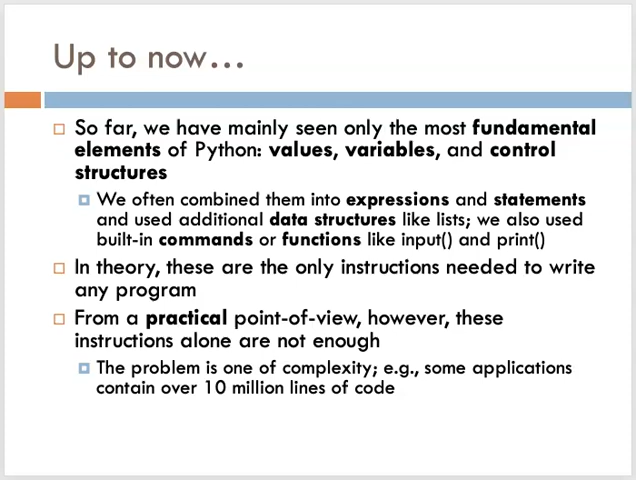 Up to now...
So far, we have mainly seen only the most fundamental
elements of Python: values, variables, and control
structures
We often combined them into expressions and statements
and used additional data structures like lists; we also used
built-in commands or functions like input() and print()
In theory, these are the only instructions needed to write
any program
From a practical point-of-view, however, these
instructions alone are not enough
The problem is one of complexity; e.g., some applications
contain over 10 million lines of code